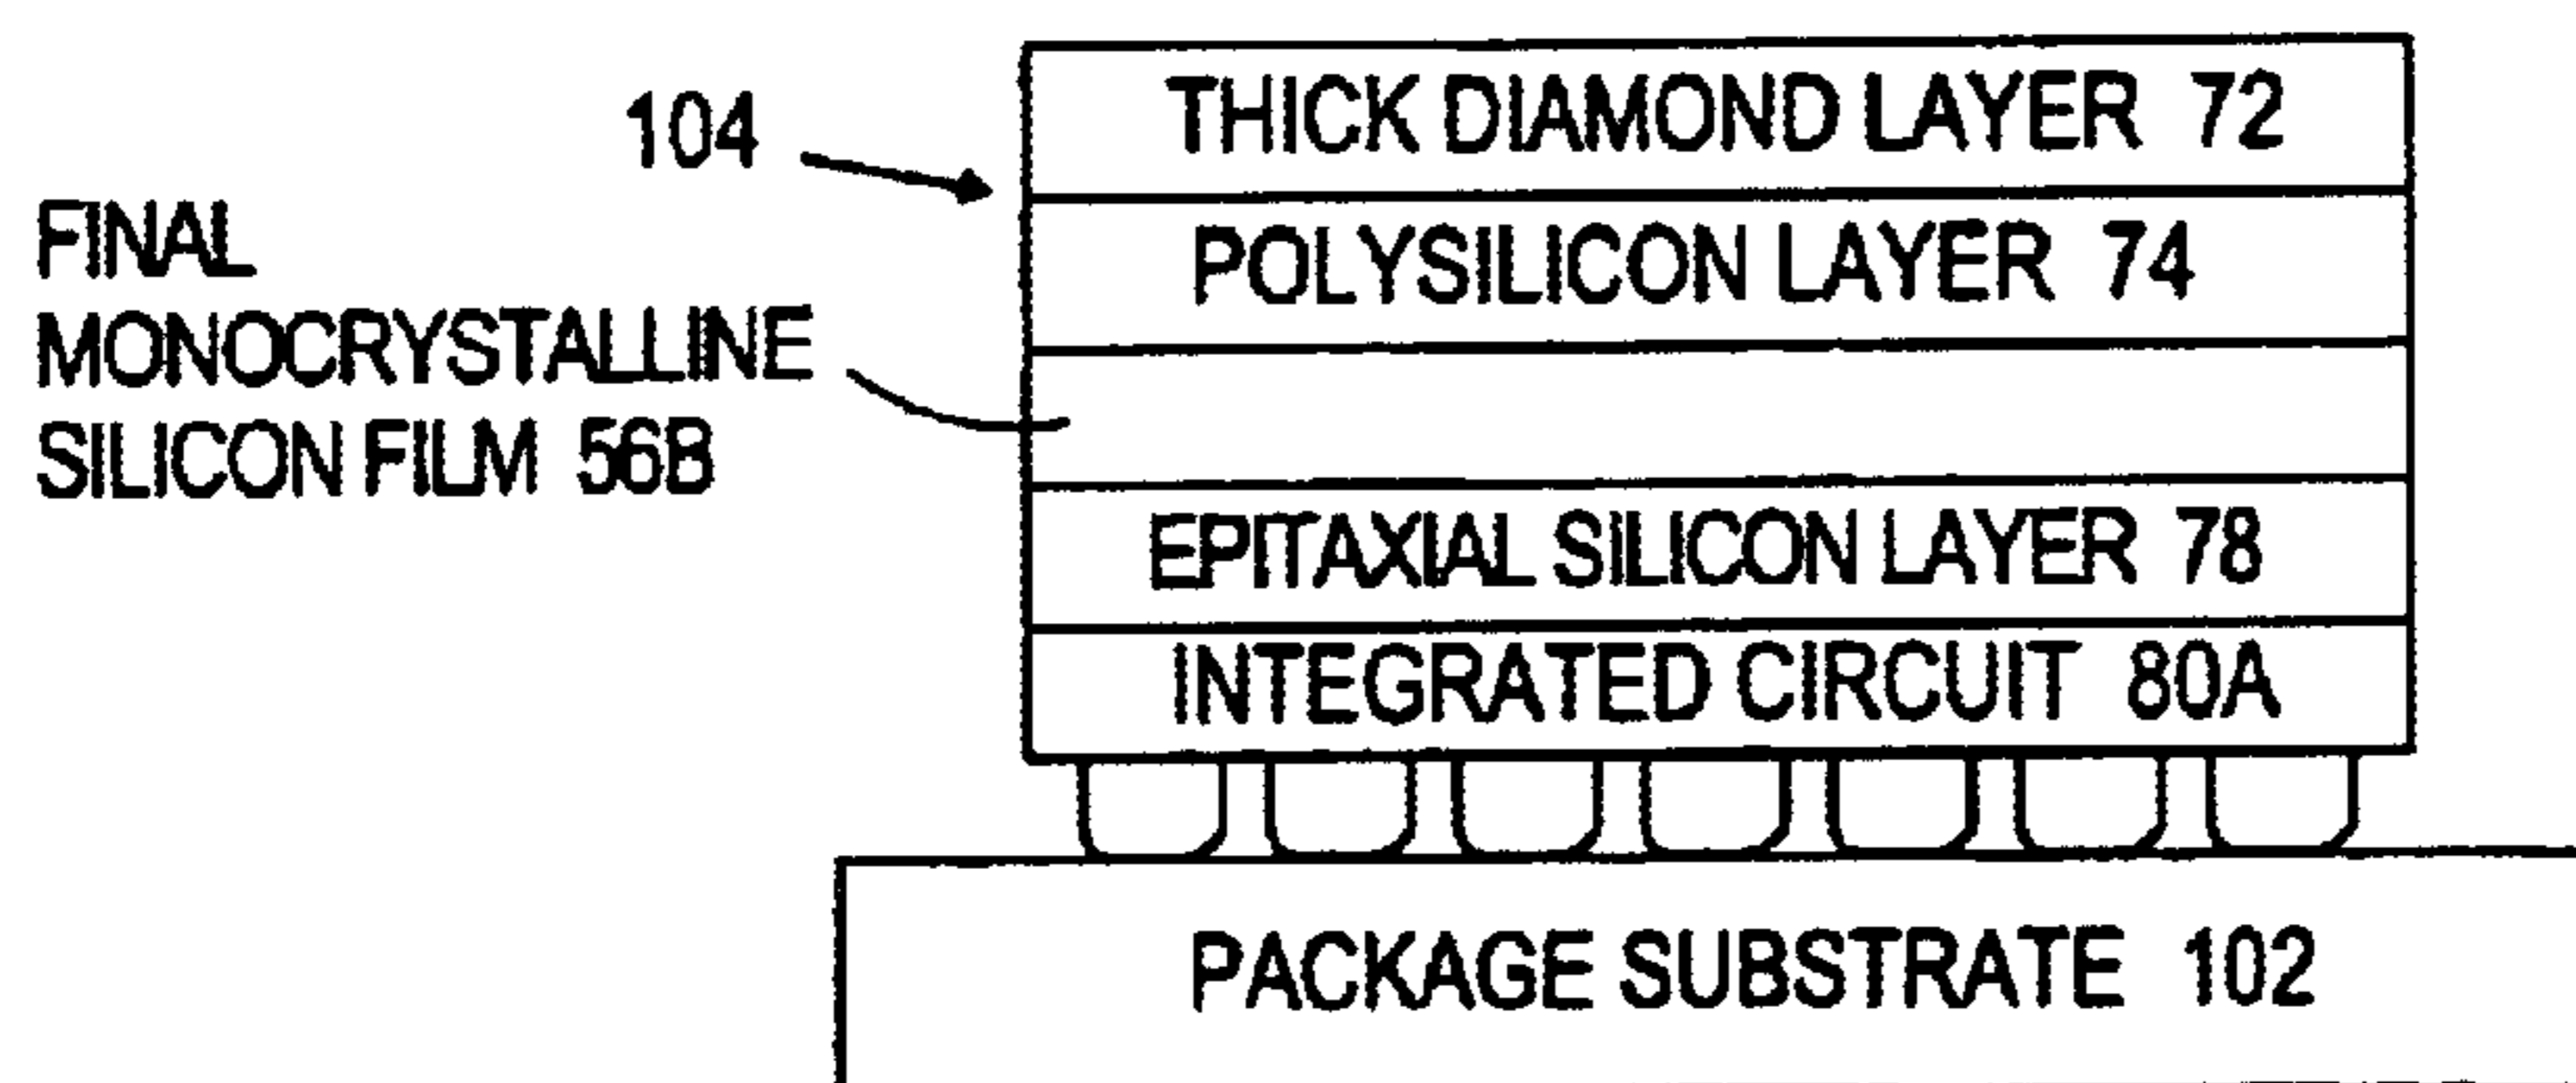 104
THICK DIAMOND LAYER 72
FINAL
MONOCRYSTALLINE
SILICON FILM 56B
POLYSILICON LAYER 74
EPITAXIAL SILICON LAYER 78
INTEGRATED CIRCUIT 80A
PACKAGE SUBSTRATE 102